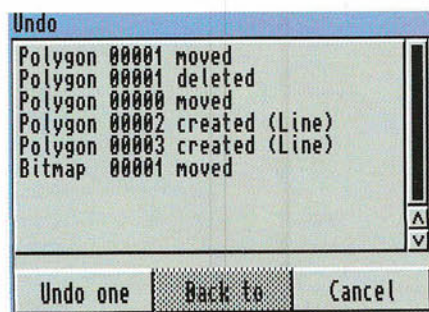 Undo
Polygon 00001 moved
Polygon 00001 deleted
Polygon 00000 moved
Polygon 00002 created (Line)
Polygon 00003 created (Line)
Bitmap 00001 moved
Undo one Back to Cancel